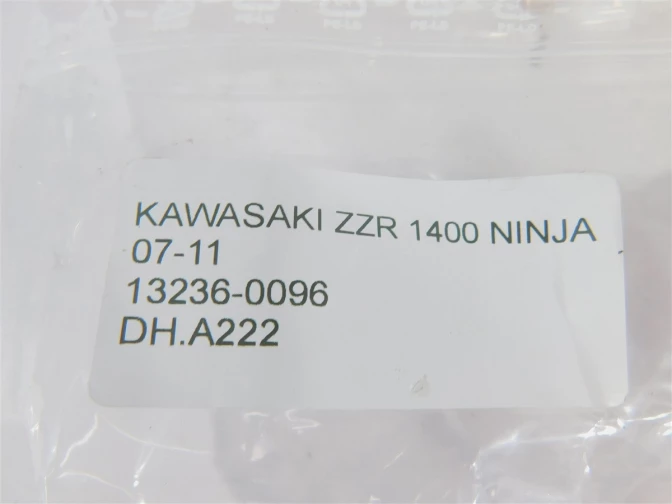 KAWASAKI ZZR 1400 NINJA
07-11
13236-0096
DH.A222